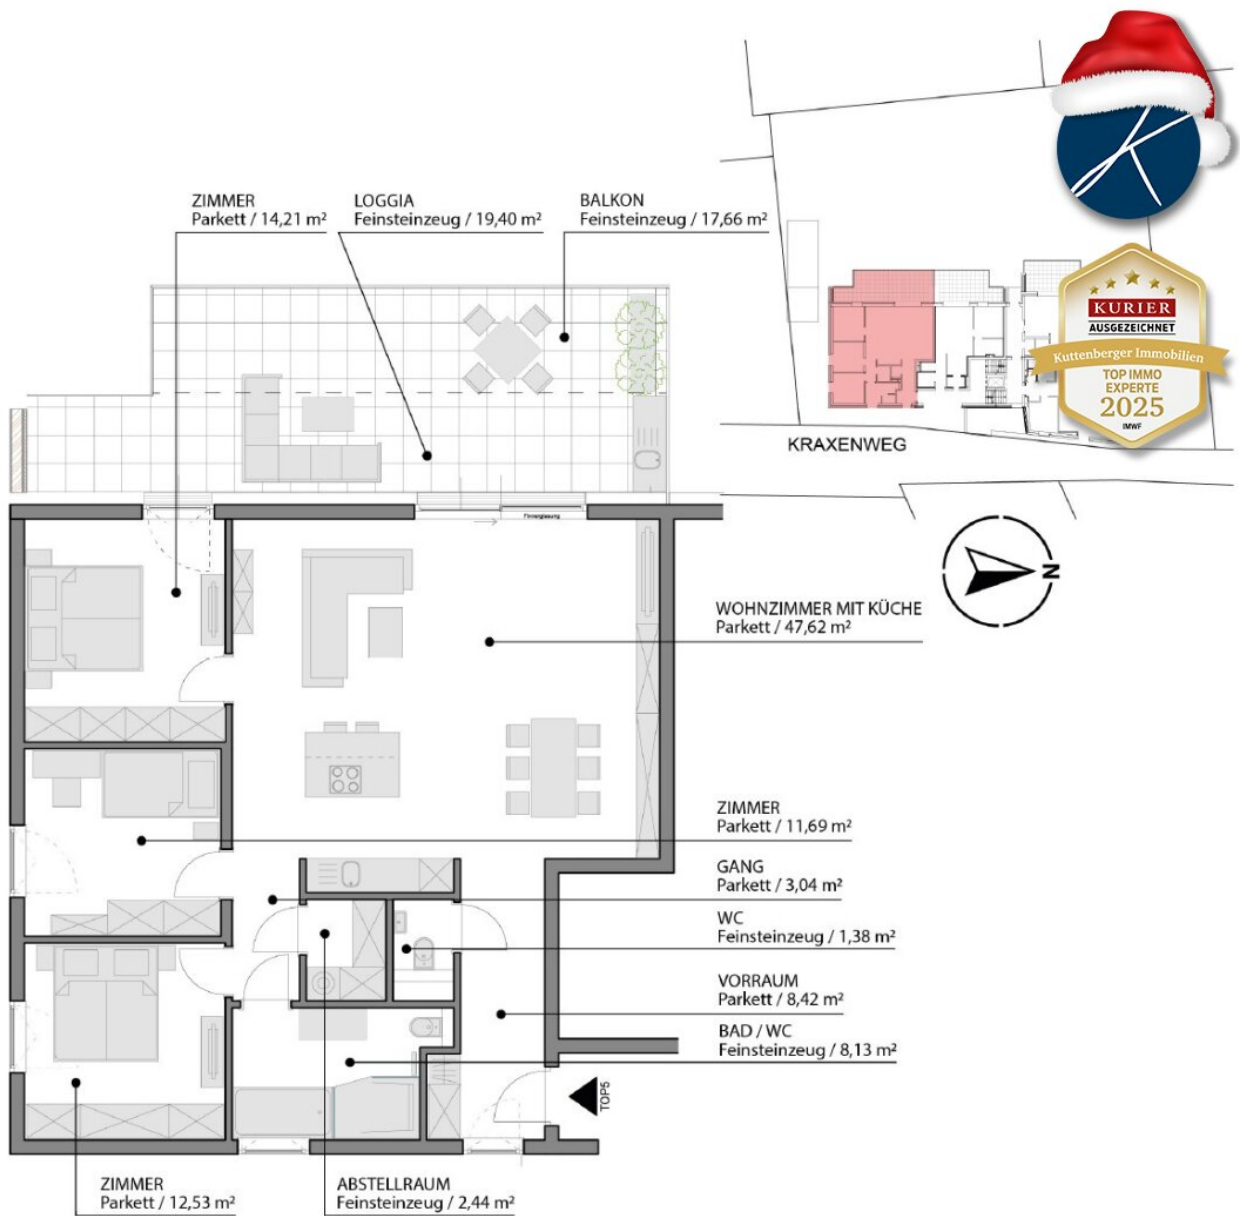 ZIMMER
Parkett / 14,21 m²
LOGGIA
Feinsteinzeug / 19,40 m²
BALKON
Feinsteinzeug / 17,66 m²
KURIER
AUSGEZEICHNET
Kuttenberger Immobilien
TOP IMMO
EXPERTE
2025
IMWF
KRAXENWEG
N
Fixverglasung
WOHNZIMMER MIT KÜCHE
Parkett / 47,62 m²
ZIMMER
Parkett / 11,69 m²
GANG
Parkett / 3,04 m²
WC
Feinsteinzeug / 1,38 m²
VORRAUM
Parkett / 8,42 m²
BAD / WC
Feinsteinzeug / 8,13 m²
TOP5
ZIMMER
Parkett / 12,53 m²
ABSTELLRAUM
Feinsteinzeug / 2,44 m²